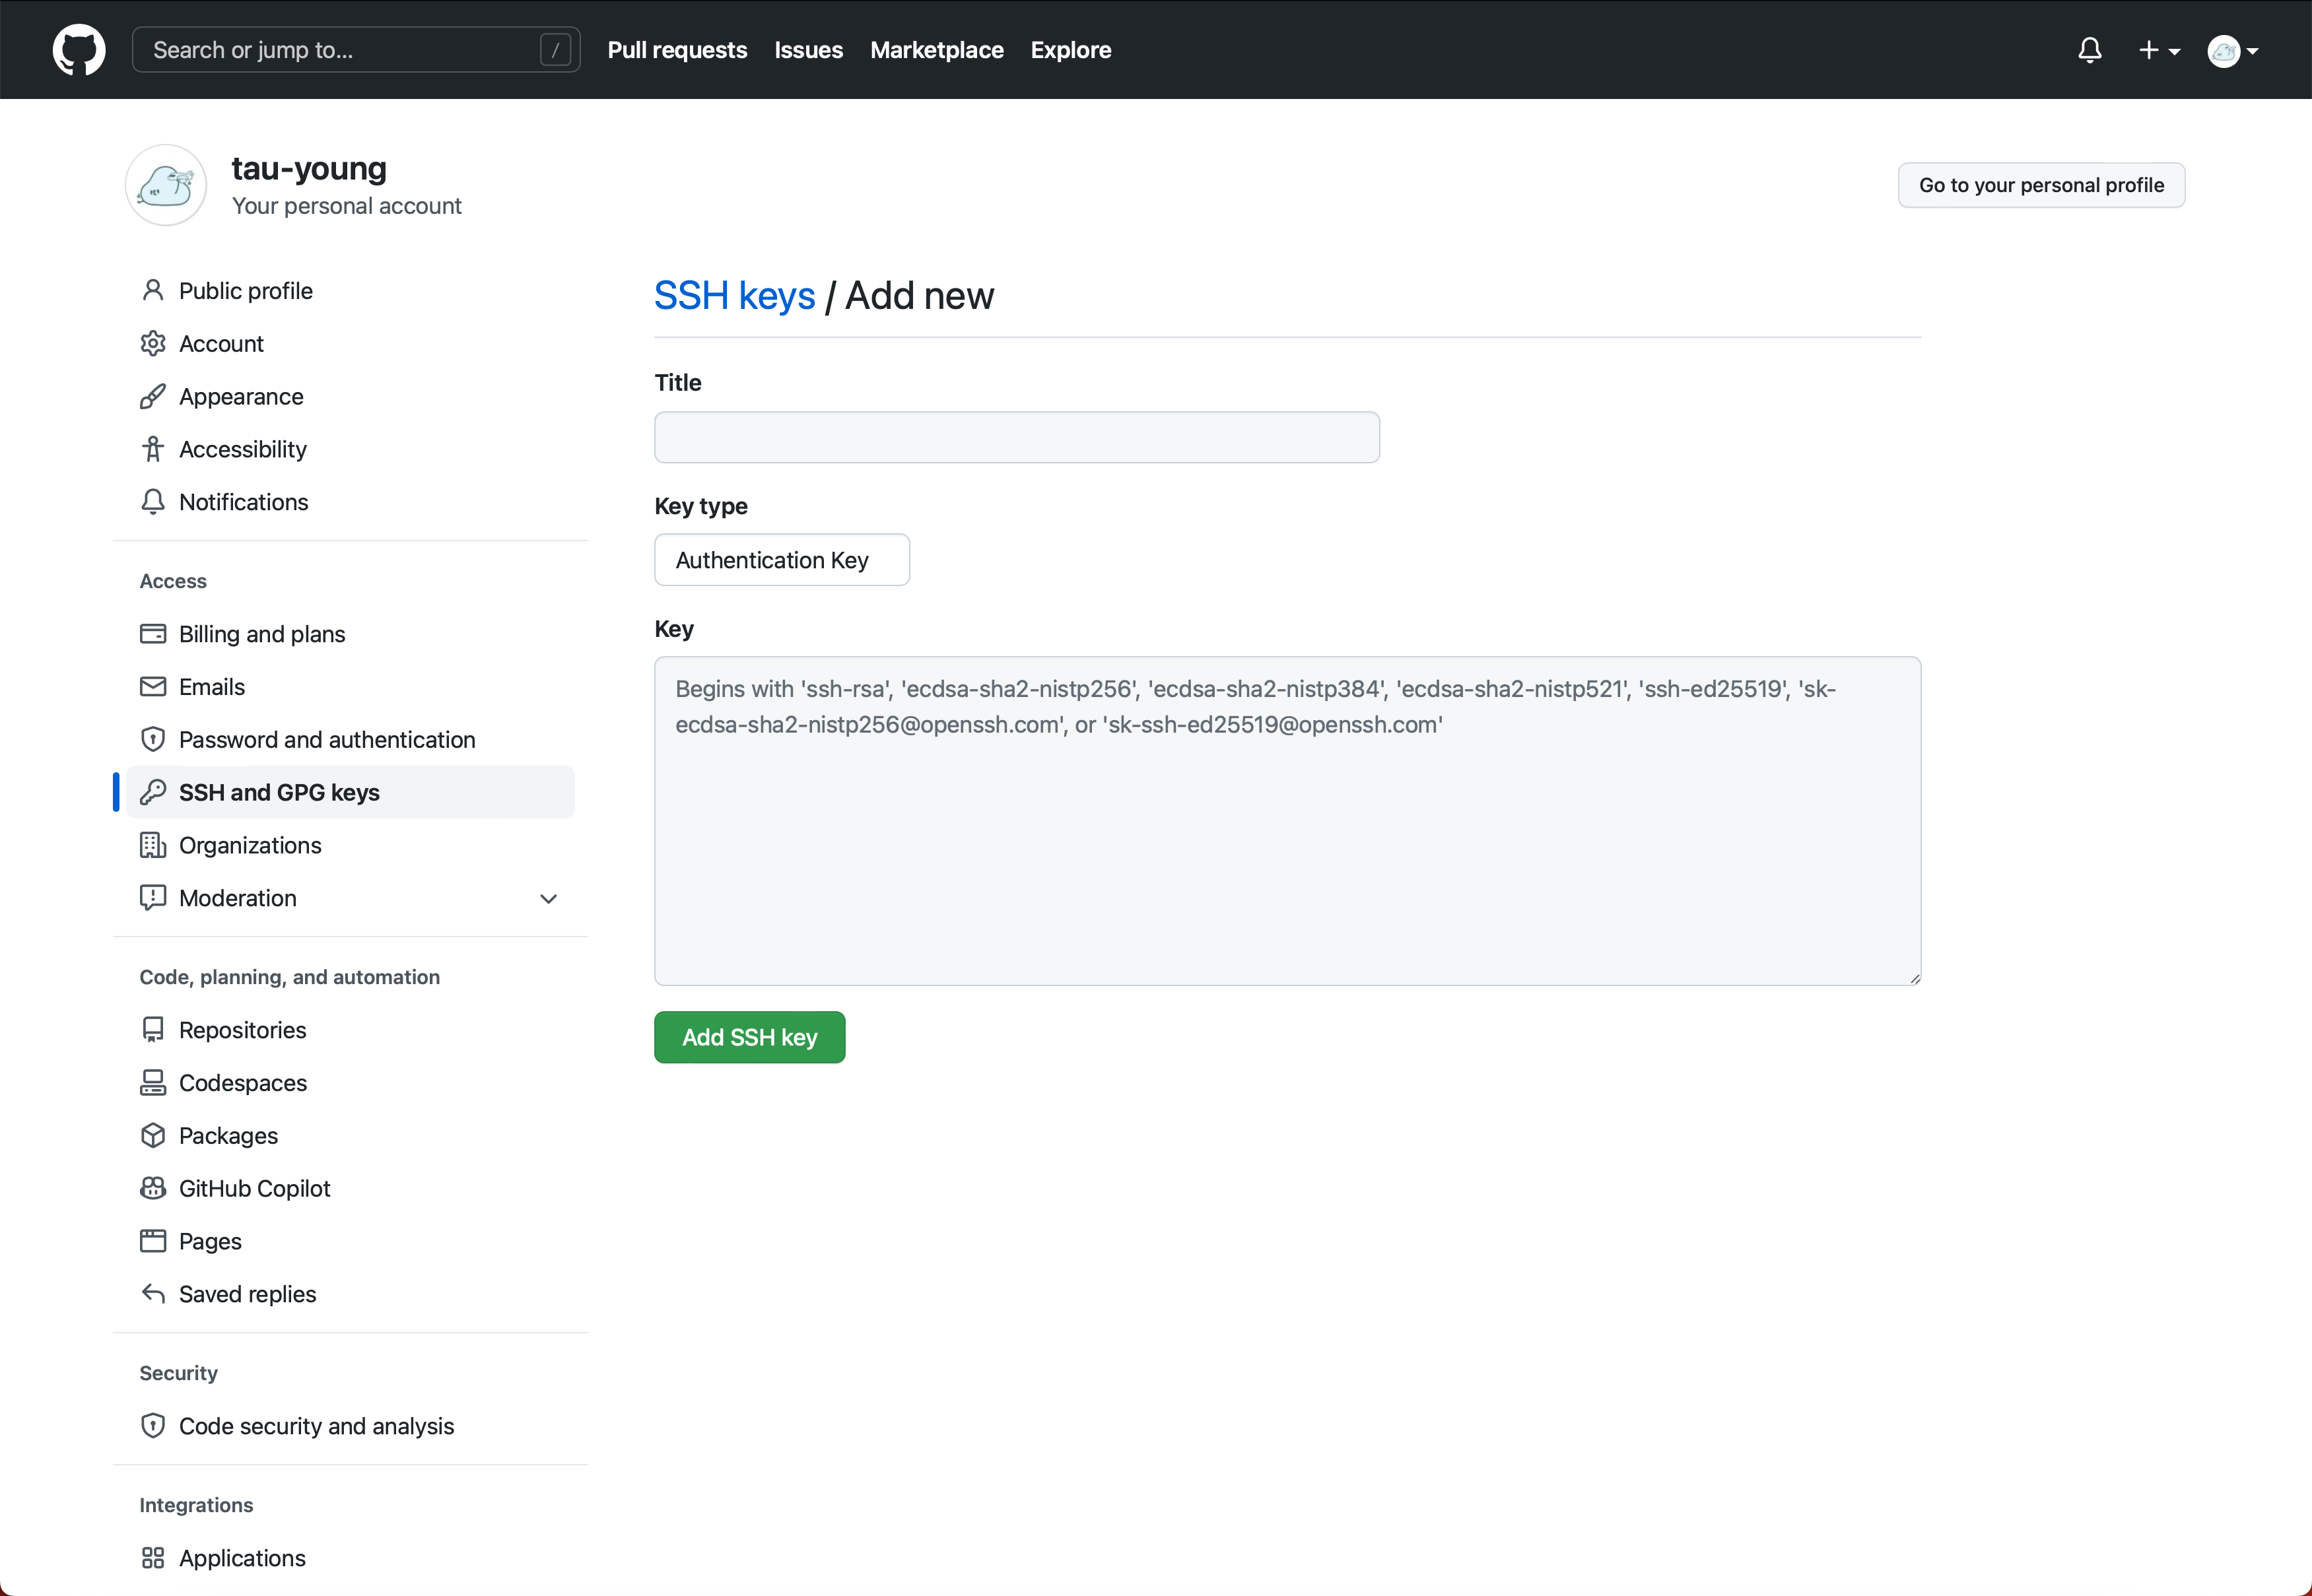 Search or jump to... /
Pull requests
Issues
Marketplace
Explore
tau-young
Your personal account
Go to your personal profile
Public profile
Account
Appearance
Accessibility
Notifications
Access
Billing and plans
Emails
Password and authentication
SSH and GPG keys
Organizations
Moderation
Code, planning, and automation
Repositories
Codespaces
Packages
GitHub Copilot
Pages
Saved replies
Security
Code security and analysis
Integrations
Applications
SSH keys / Add new
Title
Key type
Authentication Key
Key
Begins with 'ssh-rsa', 'ecdsa-sha2-nistp256', 'ecdsa-sha2-nistp384', 'ecdsa-sha2-nistp521', 'ssh-ed25519', 'sk-
ecdsa-sha2-nistp256@openssh.com', or 'sk-ssh-ed25519@openssh.com'
Add SSH key